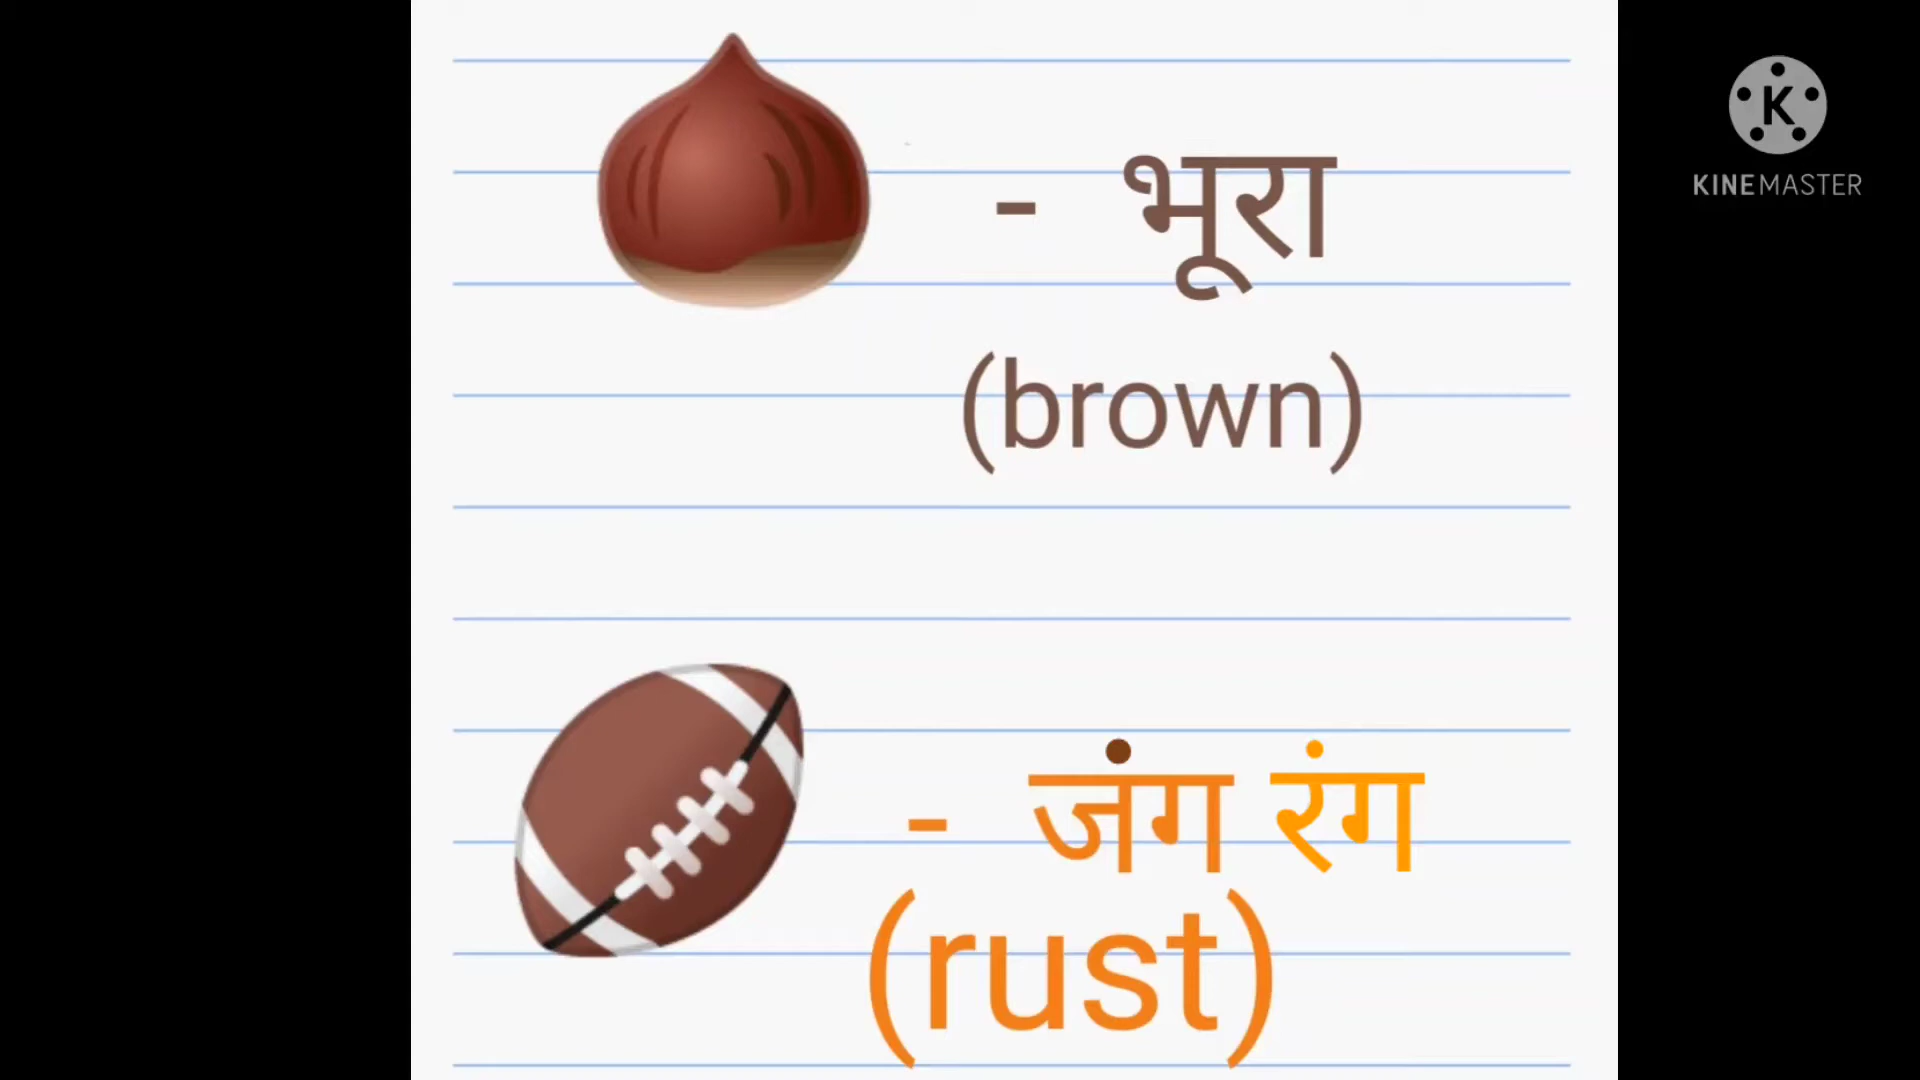 - भूरा
(brown)
- जंग रंग
(rust)
K
KINEMASTER